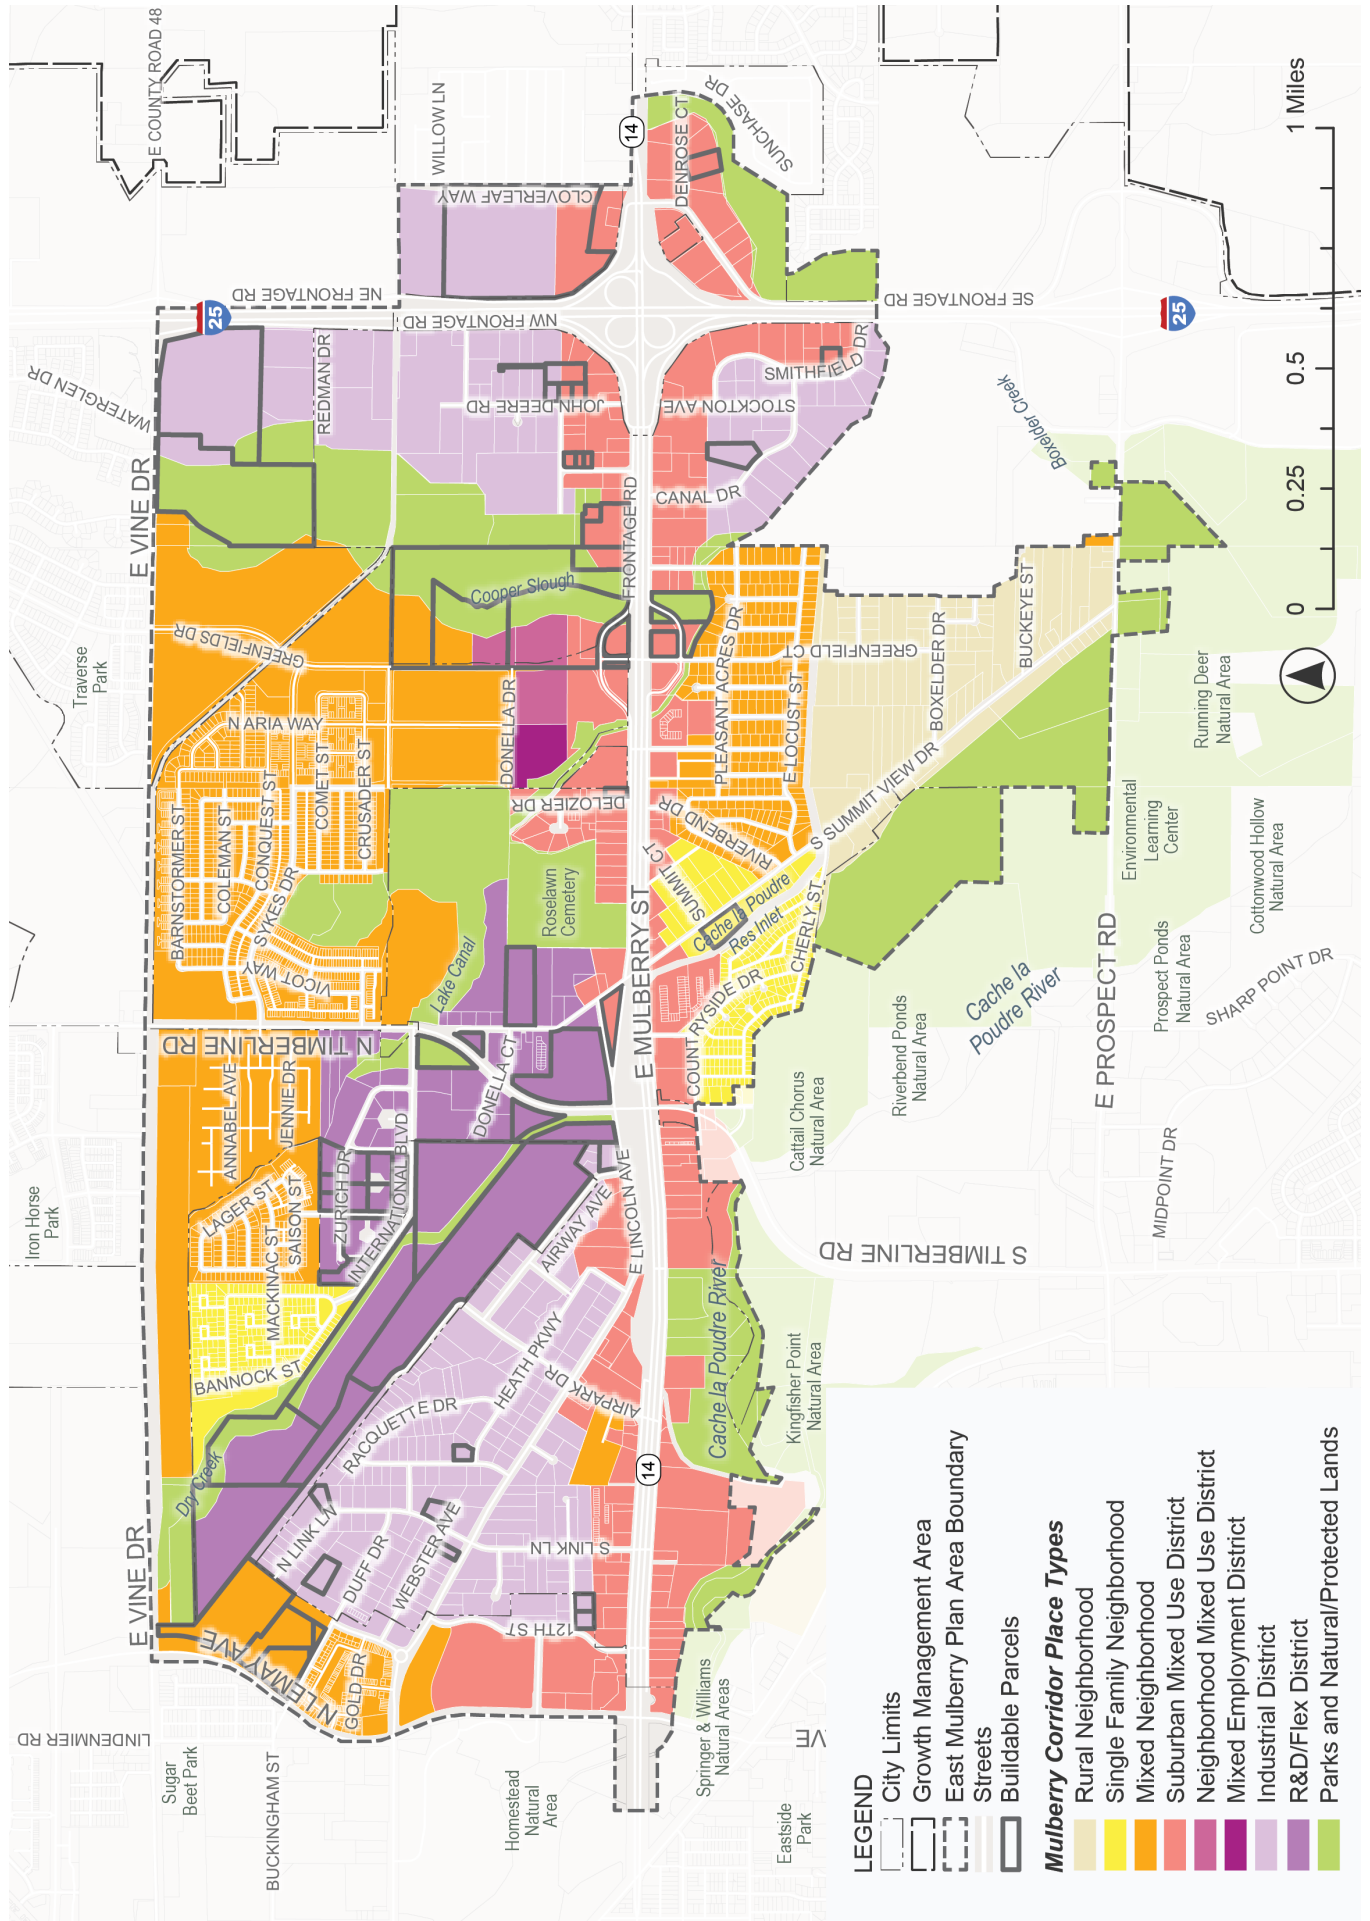 E COUNTY ROAD 48
WILLOW LN
CLOVERLEAF WAY
14
DENROSE CT
SUNCHASE DR
NE FRONTAGE RD
25
NW FRONTAGE RD
SE FRONTAGE RD
25
WATERGLEN DR
REDMAN DR
JOHN DEERE RD
STOCKTON AVE
SMITHFIELD DR
CANAL DR
FRONTAGE RD
E VINE DR
Boxelder Creek
Cooper Slough
GREENFIELDS DR
Traverse
Park
N ARIA WAY
DONELLA DR
PLEASANT ACRES DR
GREENFIELD CT
BOXELDER DR
BUCKEYE ST
E LOCUST ST
BARNSTORMER ST
COLEMAN ST
CONQUEST ST
COMET ST
CRUSADER ST
SYKES DR
VICOT WAY
DELOZIER DR
RIVERBEND DR
S SUMMIT VIEW DR
SUMMIT CT
Running Deer
Natural Area
Environmental
Learning
Center
Cottonwood Hollow
Natural Area
Roselawn
Cemetery
Lake Canal
E MULBERRY ST
Cache la Poudre
Res Inlet
CHERLY ST
COUNTRYSIDE DR
Cache la
Poudre River
E PROSPECT RD
Prospect Ponds
Natural Area
SHARP POINT DR
Riverbend Ponds
Natural Area
N TIMBERLINE RD
ANNABEL AVE
JENNIE DR
DONELLA CT
Cattail Chorus
Natural Area
MIDPOINT DR
Iron Horse
Park
LAGER ST
MACKINAC ST
SAISON ST
ZURICH DR
INTERNATIONAL BLVD
AIRWAY AVE
E LINCOLN AVE
S TIMBERLINE RD
BANNOCK ST
HEATH PKWY
AIRPARK DR
RACQUETTE DR
Cache la Poudre River
Kingfisher Point
Natural Area
14
Dry Creek
N LINK LN
DUFF DR
WEBSTER AVE
S LINK LN
12TH ST
E VINE DR
N LEMAY AVE
GOLD DR
LINDENMIER RD
Sugar
Beet Park
BUCKINGHAM ST
Homestead
Natural
Area
Springer & Williams
Natural Areas
Eastside
Park
VE
0 0.25 0.5 1 Miles
LEGEND
City Limits
Growth Management Area
East Mulberry Plan Area Boundary
Streets
Buildable Parcels
Mulberry Corridor Place Types
Rural Neighborhood
Single Family Neighborhood
Mixed Neighborhood
Suburban Mixed Use District
Neighborhood Mixed Use District
Mixed Employment District
Industrial District
R&D/Flex District
Parks and Natural/Protected Lands